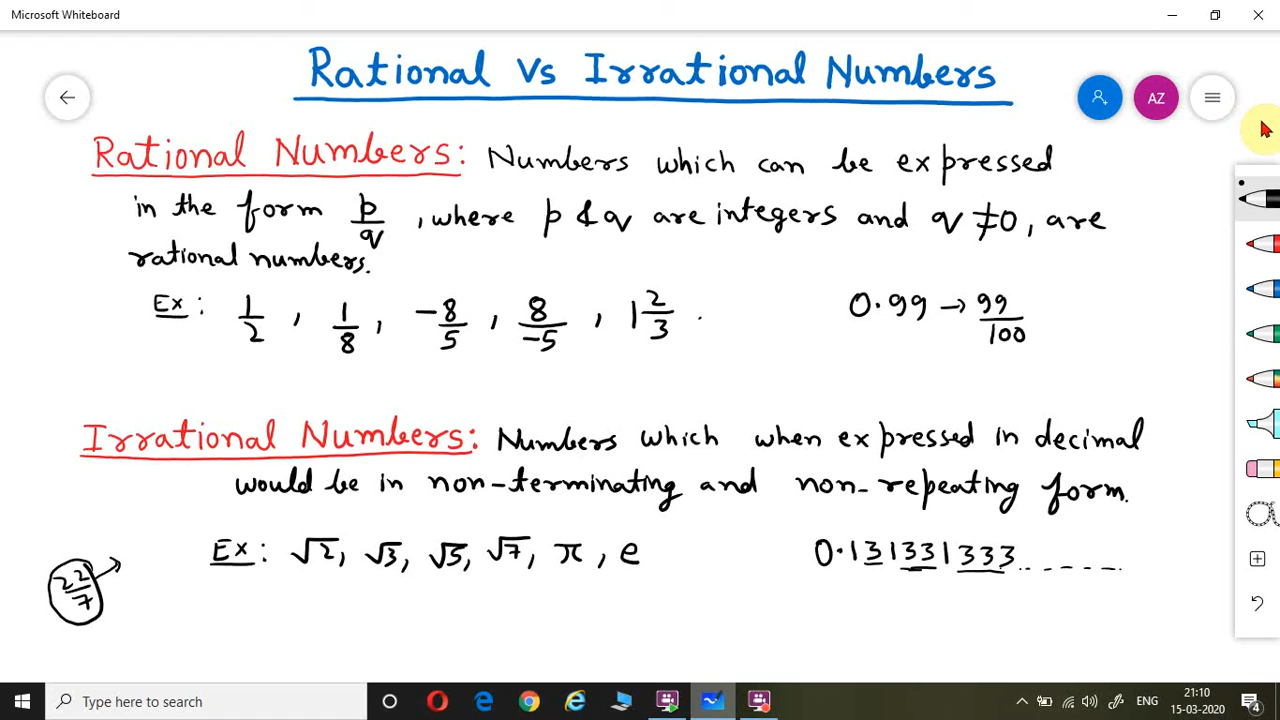 Microsoft Whiteboard
Rational Vs Irrational Numbers
AZ
Rational Numbers: Numbers which can be expressed
in the form p/q, where p & q are integers and q ≠ 0, are
rational numbers.
Ex: 1/2, 1/8, -8/5, 8/-5, 1 2/3 . 0.99 → 99/100
Irrational Numbers: Numbers which when expressed in decimal
would be in non-terminating and non-repeating form.
Ex: √2, √3, √5, √7, π, e 0.131331333.......
22/7 →
Type here to search
ENG
21:10
15-03-2020
4